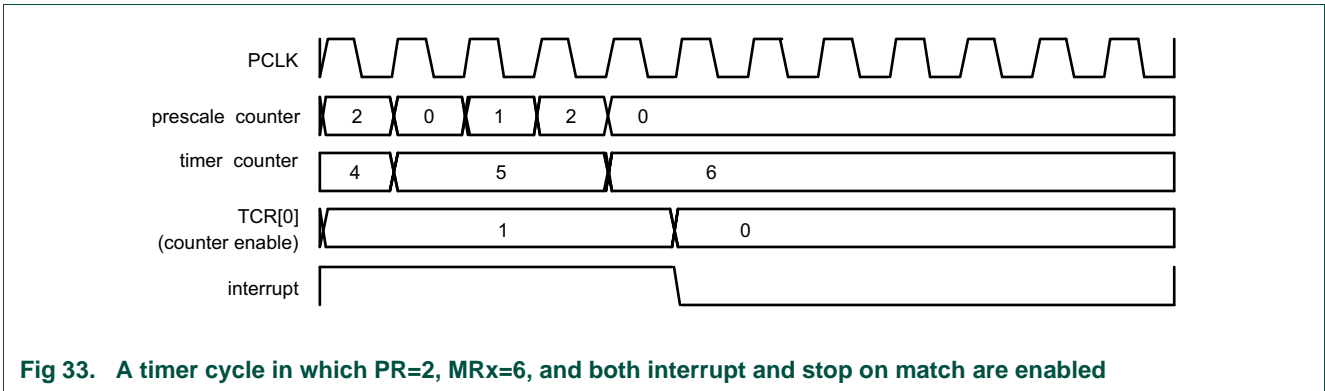 PCLK
prescale counter 2 0 1 2 0
timer counter 4 5 6
TCR[0]
(counter enable) 1 0
interrupt
Fig 33. A timer cycle in which PR=2, MRx=6, and both interrupt and stop on match are enabled